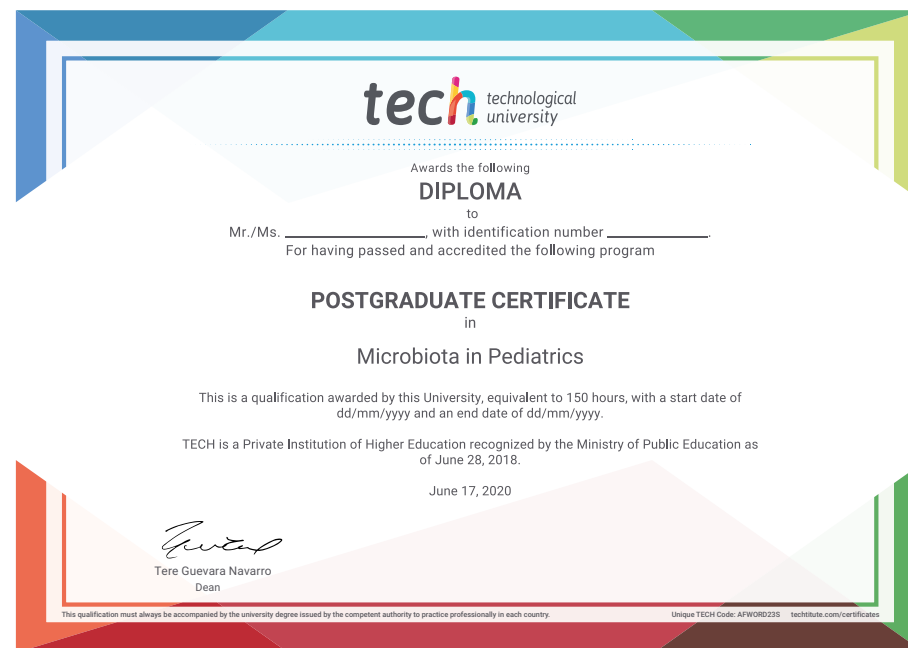 tech technological
university
Awards the following
DIPLOMA
to
Mr./Ms. ____________________, with identification number ______________.
For having passed and accredited the following program
POSTGRADUATE CERTIFICATE
in
Microbiota in Pediatrics
This is a qualification awarded by this University, equivalent to 150 hours, with a start date of
dd/mm/yyyy and an end date of dd/mm/yyyy.
TECH is a Private Institution of Higher Education recognized by the Ministry of Public Education as
of June 28, 2018.
June 17, 2020
Tere Guevara Navarro
Dean
This qualification must always be accompanied by the university degree issued by the competent authority to practice professionally in each country. Unique TECH Code: AFWORD23S techtitute.com/certificates